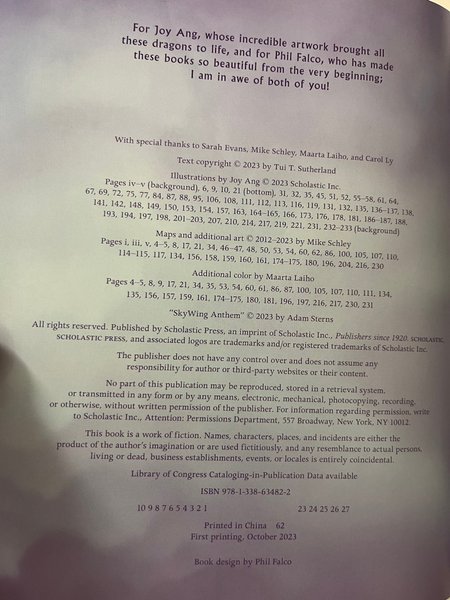 For Joy Ang, whose incredible artwork brought all
these dragons to life, and for Phil Falco, who has made
these books so beautiful from the very beginning;
I am in awe of both of you!
With special thanks to Sarah Evans, Mike Schley, Maarta Laiho, and Carol Ly
Text copyright © 2023 by Tui T. Sutherland
Illustrations by Joy Ang © 2023 Scholastic Inc.
Pages iv–v (background), 6, 9, 10, 21 (bottom), 31, 32, 35, 45, 51, 52, 55–58, 61, 64,
67, 69, 72, 75, 77, 84, 87, 88, 95, 106, 108, 111, 112, 113, 116, 119, 131, 132, 135, 136–137, 138,
141, 142, 148, 149, 150, 153, 154, 157, 163, 164–165, 166, 173, 176, 178, 181, 186–187, 188,
193, 194, 197, 198, 201–203, 207, 210, 214, 217, 219, 221, 231, 232–233 (background)
Maps and additional art © 2012–2023 by Mike Schley
Pages i, iii, v, 4–5, 8, 17, 21, 34, 46–47, 48, 50, 53, 54, 60, 62, 86, 100, 105, 107, 110,
114–115, 117, 134, 156, 158, 159, 160, 161, 174–175, 180, 196, 204, 216, 230
Additional color by Maarta Laiho
Pages 4–5, 8, 9, 17, 21, 34, 35, 53, 54, 60, 61, 86, 87, 100, 105, 107, 110, 111, 134,
135, 156, 157, 159, 161, 174–175, 180, 181, 196, 197, 216, 217, 230, 231
“SkyWing Anthem” © 2023 by Adam Sterns
All rights reserved. Published by Scholastic Press, an imprint of Scholastic Inc., Publishers since 1920. SCHOLASTIC,
SCHOLASTIC PRESS, and associated logos are trademarks and/or registered trademarks of Scholastic Inc.
The publisher does not have any control over and does not assume any
responsibility for author or third-party websites or their content.
No part of this publication may be reproduced, stored in a retrieval system,
or transmitted in any form or by any means, electronic, mechanical, photocopying, recording,
or otherwise, without written permission of the publisher. For information regarding permission, write
to Scholastic Inc., Attention: Permissions Department, 557 Broadway, New York, NY 10012.
This book is a work of fiction. Names, characters, places, and incidents are either the
product of the author's imagination or are used fictitiously, and any resemblance to actual persons,
living or dead, business establishments, events, or locales is entirely coincidental.
Library of Congress Cataloging-in-Publication Data available
ISBN 978-1-338-63482-2
10 9 8 7 6 5 4 3 2 1 23 24 25 26 27
Printed in China 62
First printing, October 2023
Book design by Phil Falco